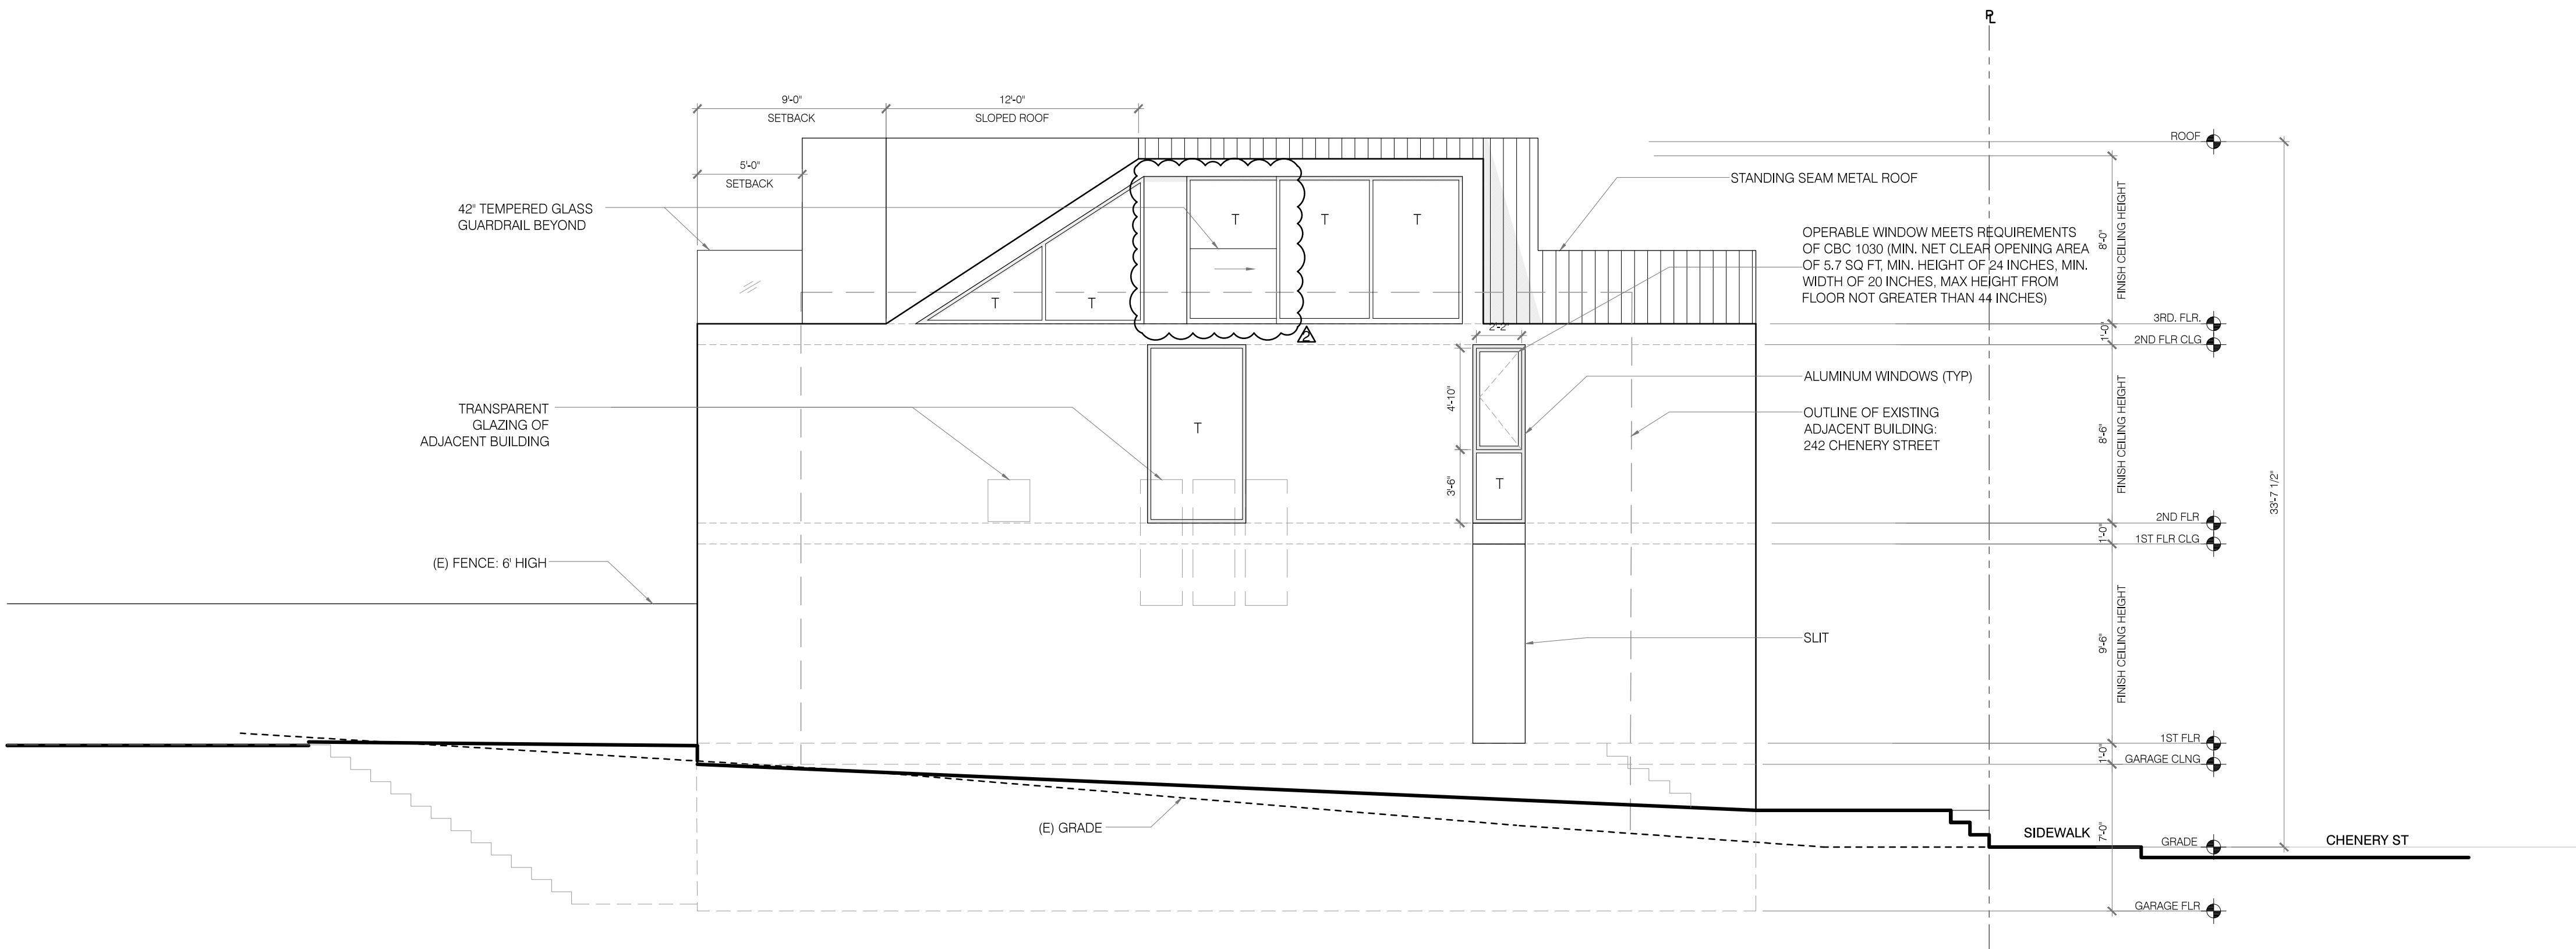 PL
9'-0"
SETBACK
12'-0"
SLOPED ROOF
5'-0"
SETBACK
42" TEMPERED GLASS
GUARDRAIL BEYOND
T
T
T
T
T
2
STANDING SEAM METAL ROOF
OPERABLE WINDOW MEETS REQUIREMENTS
OF CBC 1030 (MIN. NET CLEAR OPENING AREA
OF 5.7 SQ FT, MIN. HEIGHT OF 24 INCHES, MIN.
WIDTH OF 20 INCHES, MAX HEIGHT FROM
FLOOR NOT GREATER THAN 44 INCHES)
2'-2"
ALUMINUM WINDOWS (TYP)
4'-10"
TRANSPARENT
GLAZING OF
ADJACENT BUILDING
T
OUTLINE OF EXISTING
ADJACENT BUILDING:
242 CHENERY STREET
3'-6"
T
(E) FENCE: 6' HIGH
SLIT
(E) GRADE
SIDEWALK
CHENERY ST
ROOF
8'-0"
FINISH CEILING HEIGHT
3RD. FLR.
1'-0"
2ND FLR CLG
8'-6"
FINISH CEILING HEIGHT
33'-7 1/2"
2ND FLR
1'-0"
1ST FLR CLG
9'-6"
FINISH CEILING HEIGHT
1ST FLR
1'-0"
GARAGE CLNG
7'-0"
GRADE
GARAGE FLR